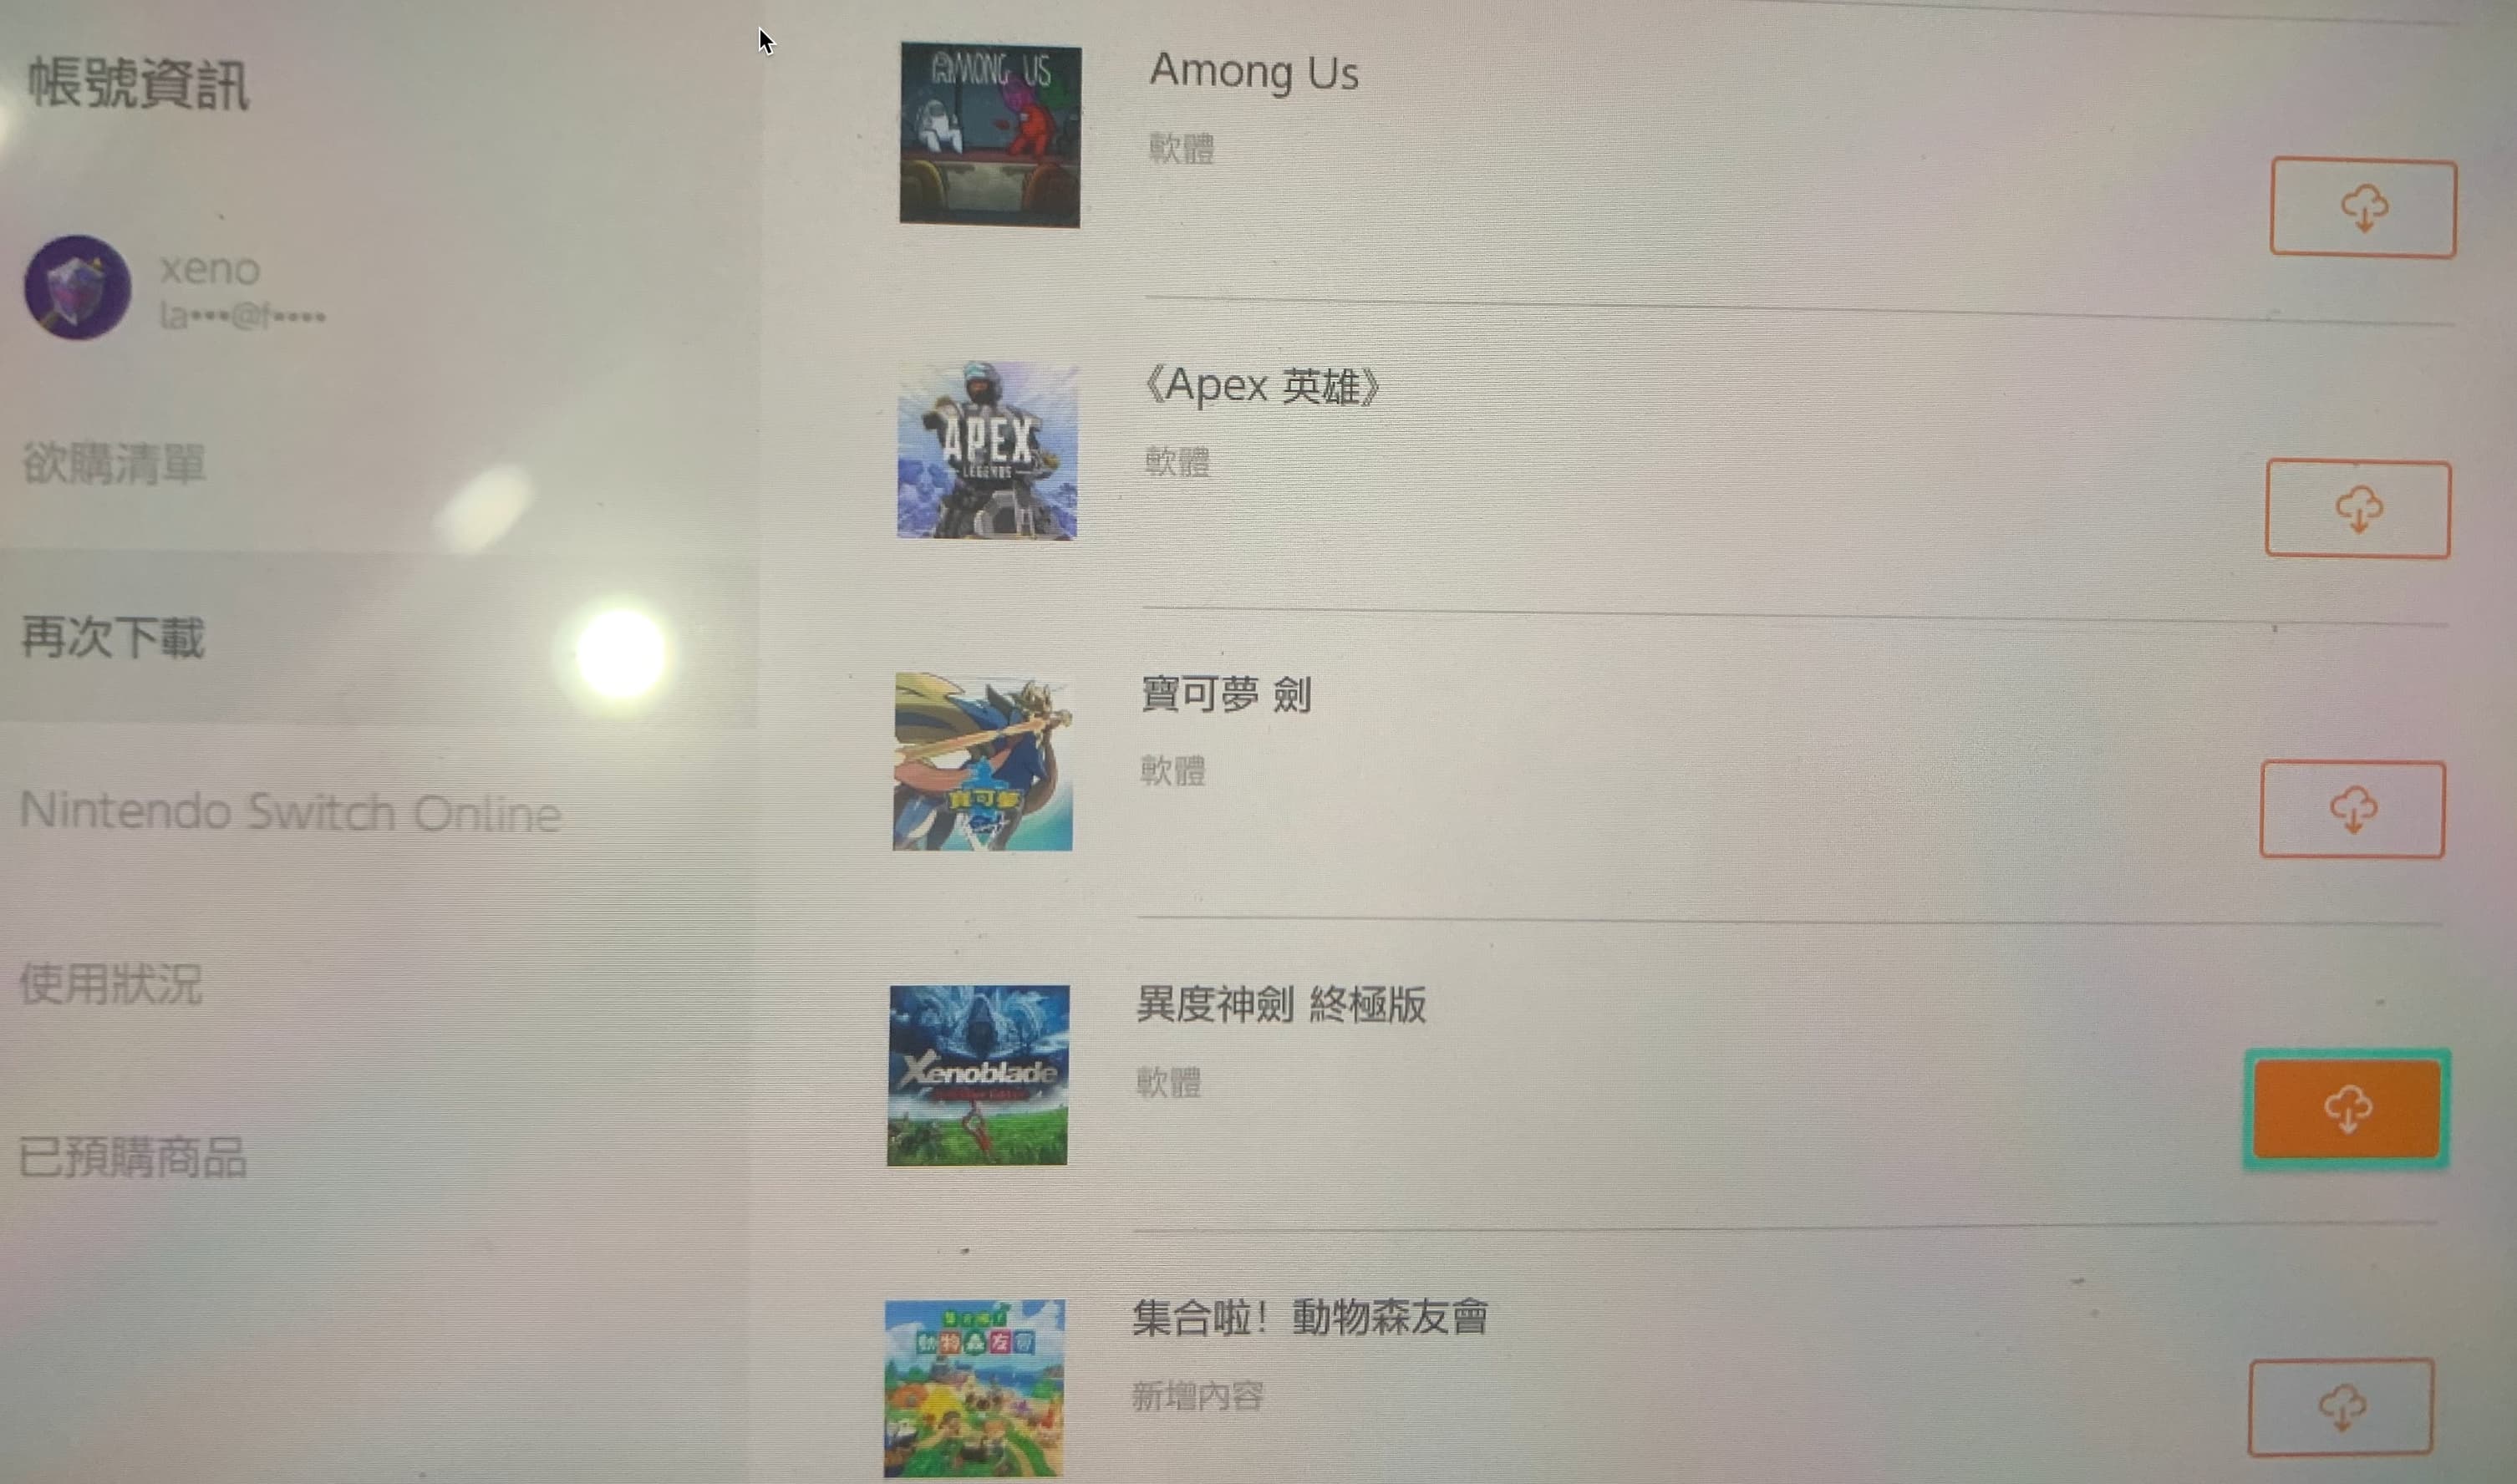 帳號資訊
xeno
la•••@f••••
欲購清單
再次下載
Nintendo Switch Online
使用狀況
已預購商品
AMONG US
Among Us
軟體
APEX
LEGENDS
《Apex 英雄》
軟體
寶可夢
寶可夢 劍
軟體
Xenoblade
異度神劍 終極版
軟體
動物森友會
集合啦！動物森友會
新增內容